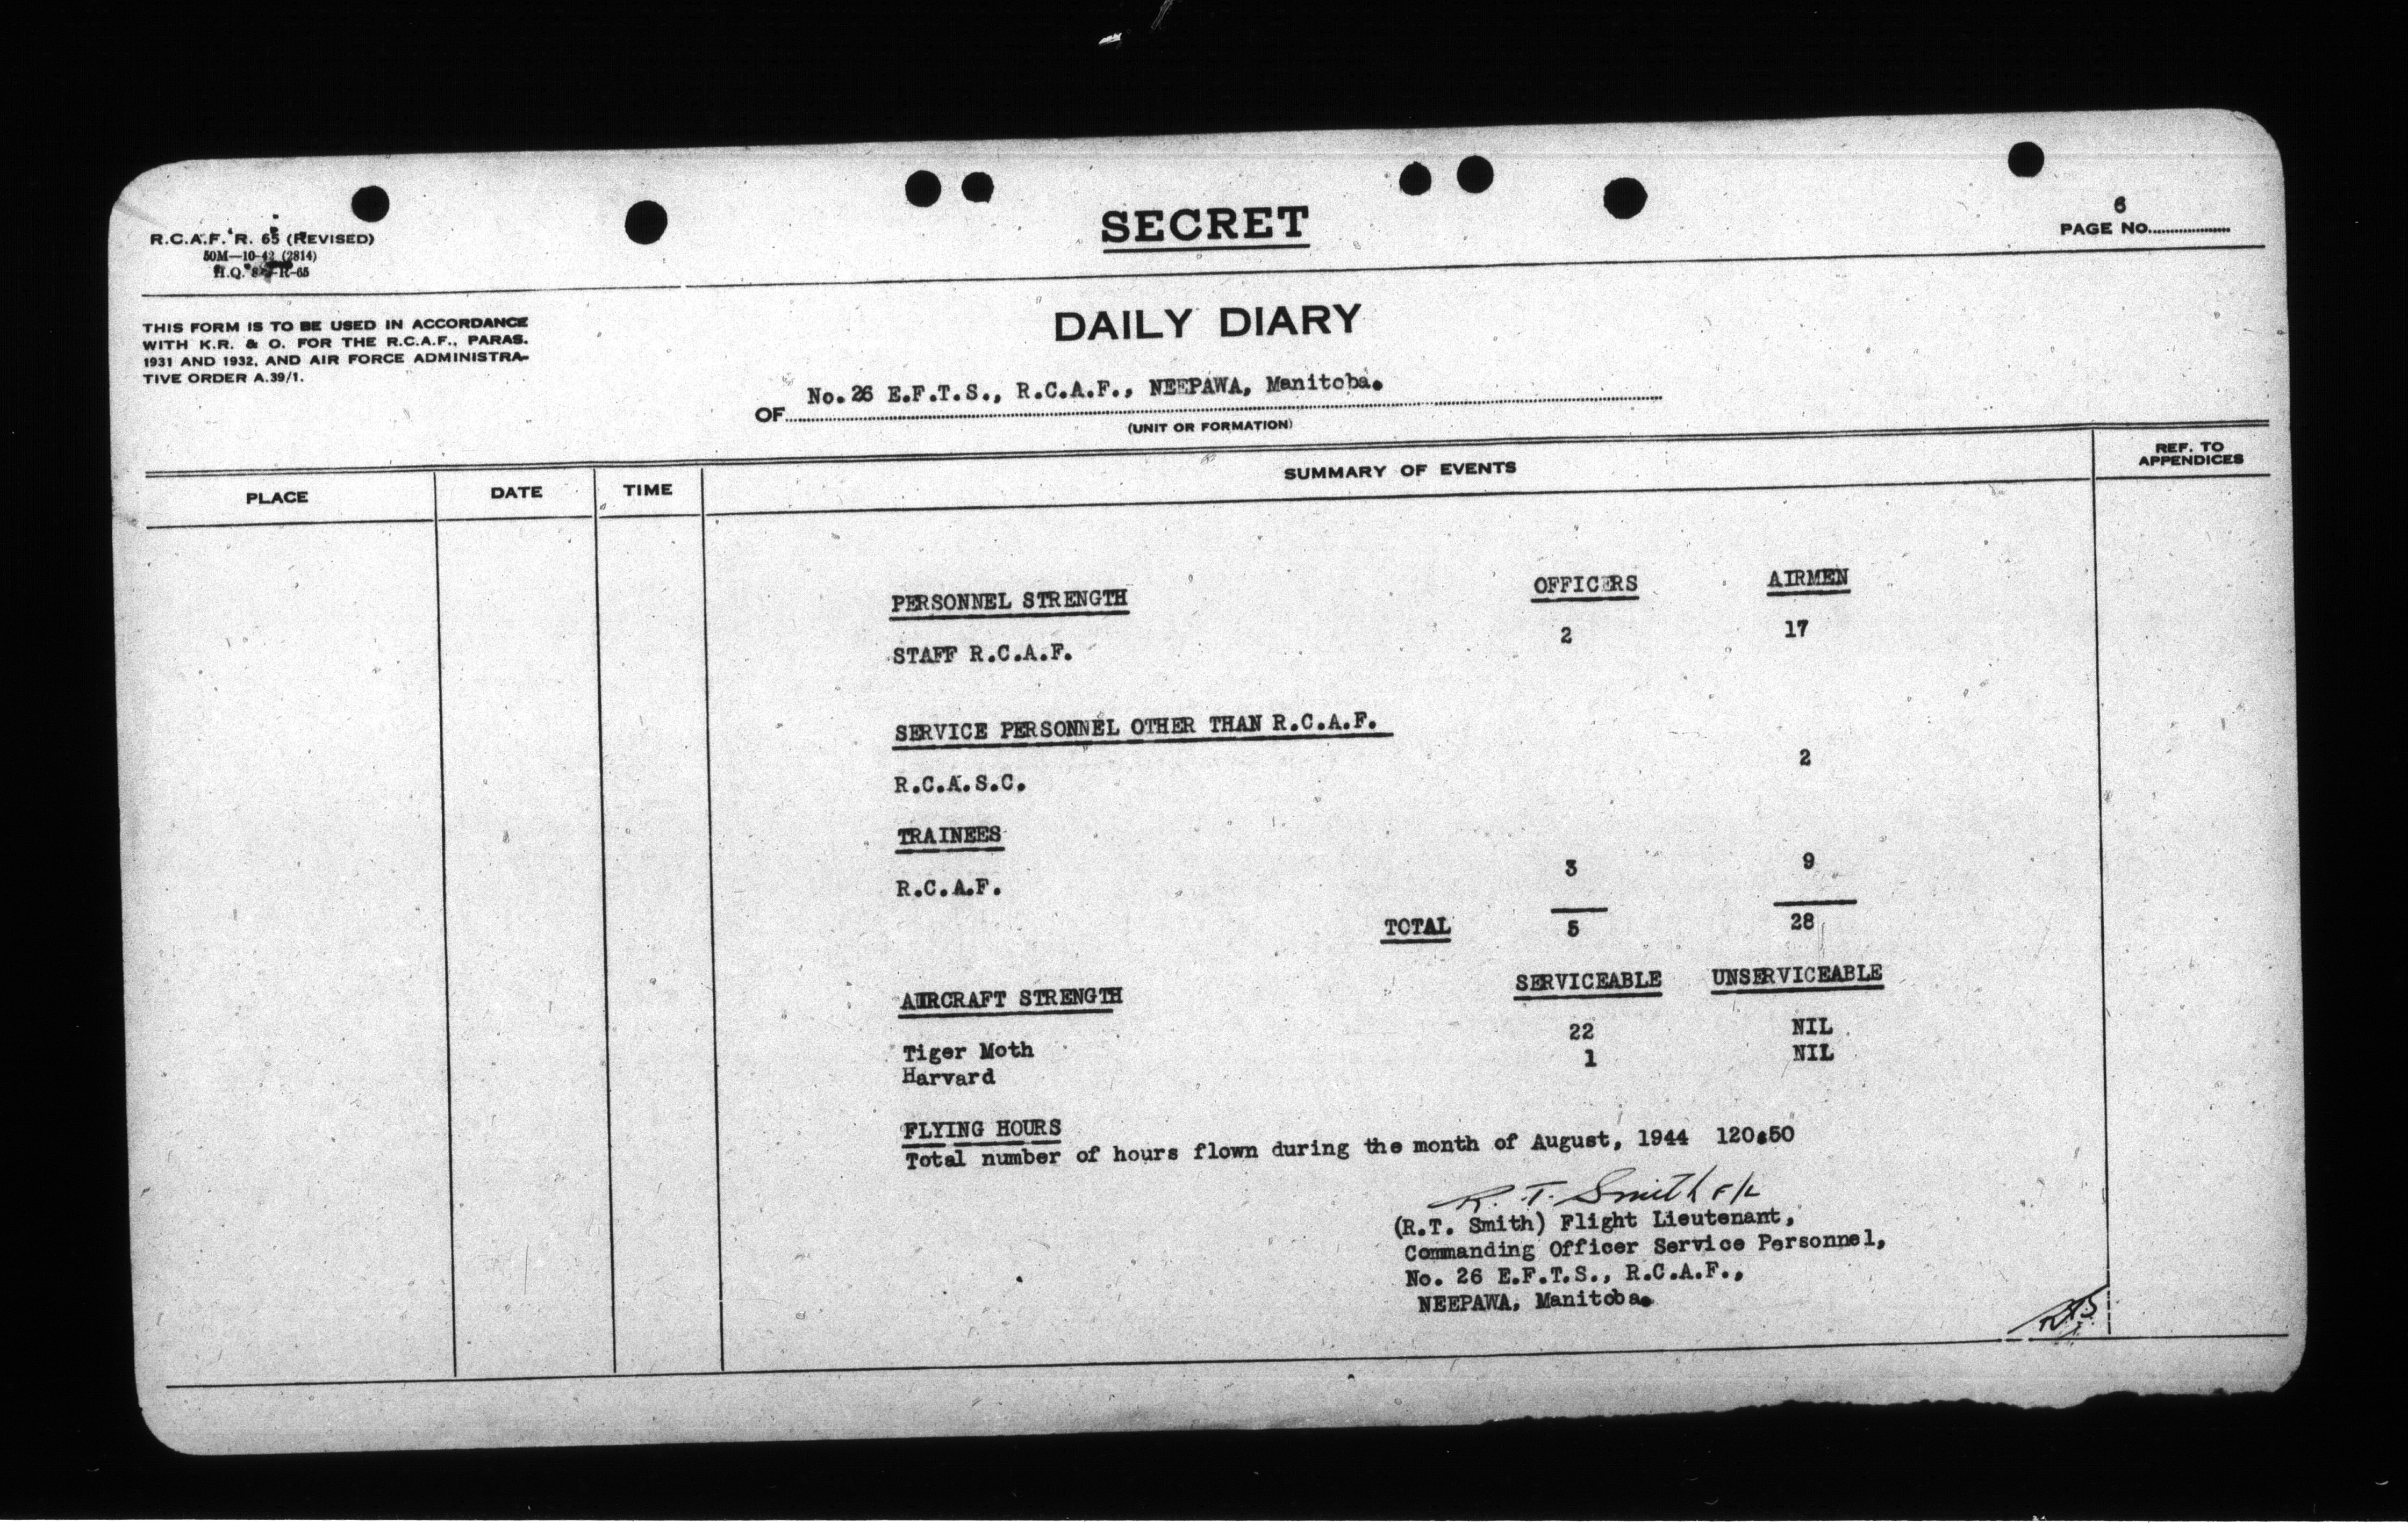 R.C.A.F. R. 65 (REVISED)
50M—10-42 (2814)
H.Q. R-65
SECRET
6
PAGE NO.
THIS FORM IS TO BE USED IN ACCORDANCE
WITH K.R. & O. FOR THE R.C.A.F., PARAS.
1931 AND 1932, AND AIR FORCE ADMINISTRA-
TIVE ORDER A.39/1.
DAILY DIARY
OF No. 26 E.F.T.S., R.C.A.F., NEEPAWA, Manitoba.
(UNIT OR FORMATION)
PLACE DATE TIME SUMMARY OF EVENTS REF. TO
APPENDICES
PERSONNEL STRENGTH OFFICERS AIRMEN
STAFF R.C.A.F. 2 17
SERVICE PERSONNEL OTHER THAN R.C.A.F.
R.C.A.S.C. 2
TRAINEES
R.C.A.F. 3 9
TOTAL 5 28
AIRCRAFT STRENGTH SERVICEABLE UNSERVICEABLE
Tiger Moth 22 NIL
Harvard 1 NIL
FLYING HOURS
Total number of hours flown during the month of August, 1944 120.50
R. T. Smith F/L
(R.T. Smith) Flight Lieutenant,
Commanding Officer Service Personnel,
No. 26 E.F.T.S., R.C.A.F.,
NEEPAWA, Manitoba.